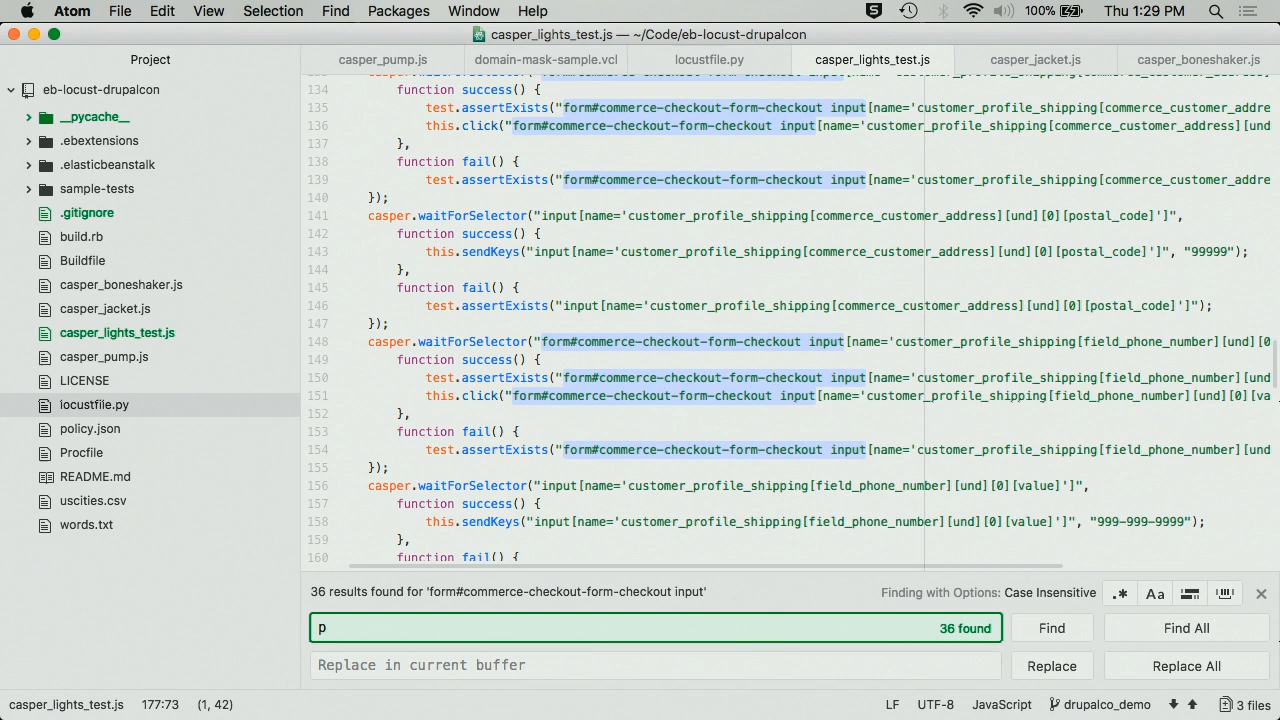 Atom File Edit View Selection Find Packages Window Help 100% Thu 1:29 PM
casper_lights_test.js — ~/Code/eb-locust-drupalcon
Project
casper_pump.js domain-mask-sample.vcl locustfile.py casper_lights_test.js casper_jacket.js casper_boneshaker.js
eb-locust-drupalcon
__pycache__
.ebextensions
.elasticbeanstalk
sample-tests
.gitignore
build.rb
Buildfile
casper_boneshaker.js
casper_jacket.js
casper_lights_test.js
casper_pump.js
LICENSE
locustfile.py
policy.json
Procfile
README.md
uscities.csv
words.txt
134 function success() {
135 test.assertExists("form#commerce-checkout-form-checkout input[name='customer_profile_shipping[commerce_customer_addre
136 this.click("form#commerce-checkout-form-checkout input[name='customer_profile_shipping[commerce_customer_address][und
137 },
138 function fail() {
139 test.assertExists("form#commerce-checkout-form-checkout input[name='customer_profile_shipping[commerce_customer_addre
140 });
141 casper.waitForSelector("input[name='customer_profile_shipping[commerce_customer_address][und][0][postal_code]']",
142 function success() {
143 this.sendKeys("input[name='customer_profile_shipping[commerce_customer_address][und][0][postal_code]']", "99999");
144 },
145 function fail() {
146 test.assertExists("input[name='customer_profile_shipping[commerce_customer_address][und][0][postal_code]']");
147 });
148 casper.waitForSelector("form#commerce-checkout-form-checkout input[name='customer_profile_shipping[field_phone_number][und][0
149 function success() {
150 test.assertExists("form#commerce-checkout-form-checkout input[name='customer_profile_shipping[field_phone_number][und
151 this.click("form#commerce-checkout-form-checkout input[name='customer_profile_shipping[field_phone_number][und][0][va
152 },
153 function fail() {
154 test.assertExists("form#commerce-checkout-form-checkout input[name='customer_profile_shipping[field_phone_number][und
155 });
156 casper.waitForSelector("input[name='customer_profile_shipping[field_phone_number][und][0][value]']",
157 function success() {
158 this.sendKeys("input[name='customer_profile_shipping[field_phone_number][und][0][value]']", "999-999-9999");
159 },
160 function fail() {
36 results found for 'form#commerce-checkout-form-checkout input' Finding with Options: Case Insensitive .* Aa
p 36 found Find Find All
Replace in current buffer Replace Replace All
casper_lights_test.js 177:73 (1, 42) LF UTF-8 JavaScript drupalco_demo 3 files